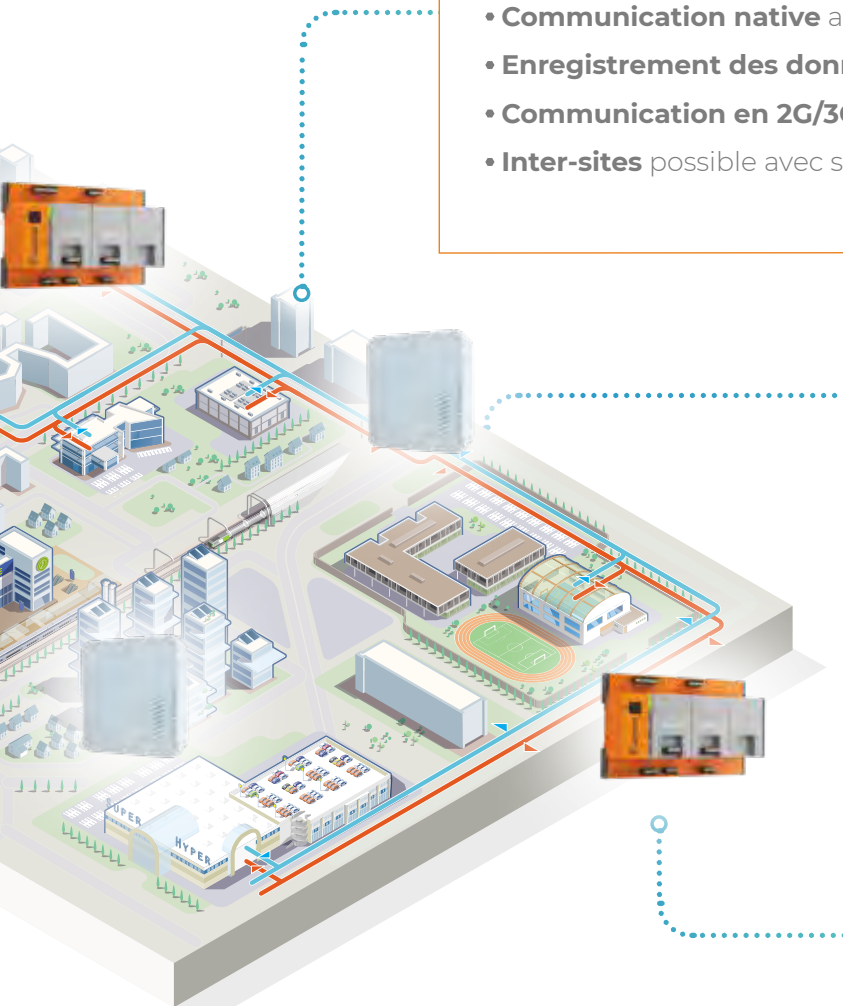 • Communication native a
• Enregistrement des donn
• Communication en 2G/3G
• Inter-sites possible avec s
SUPER
HYPER